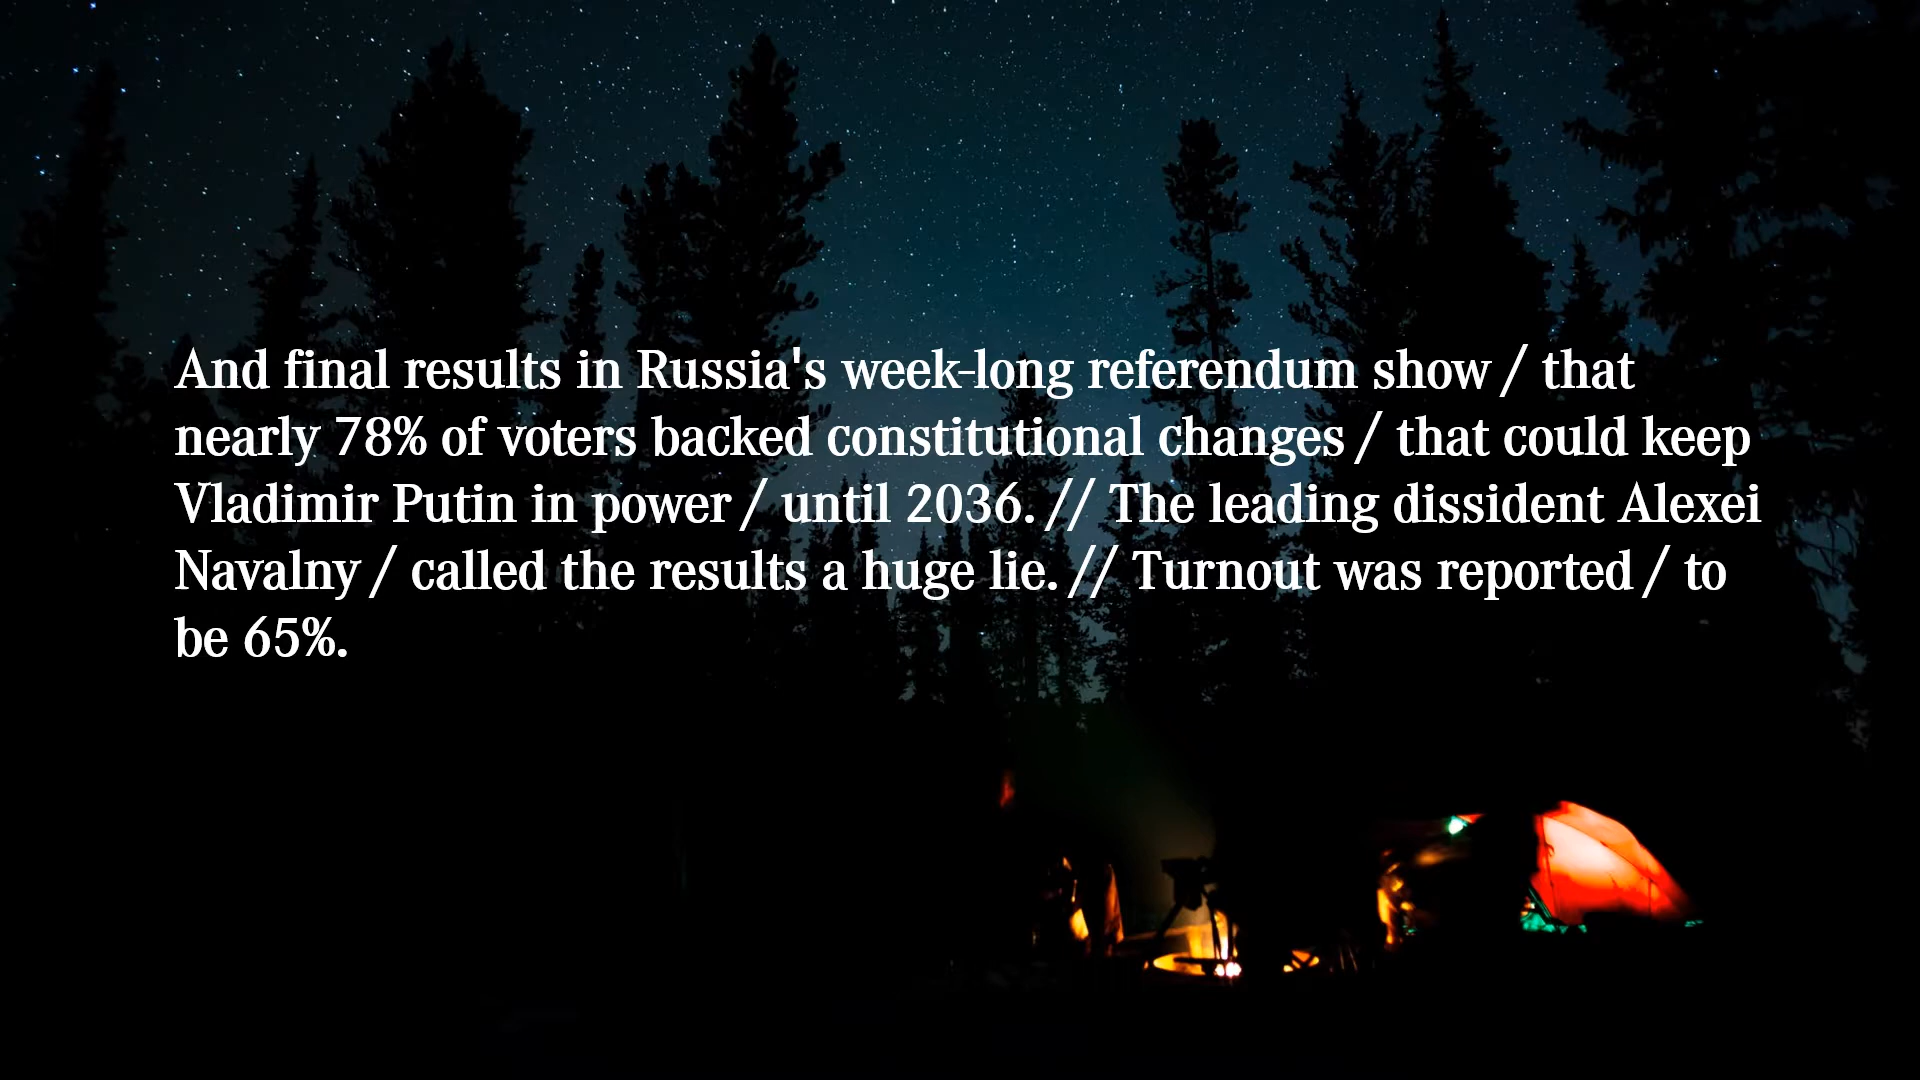 And final results in Russia's week-long referendum show / that
nearly 78% of voters backed constitutional changes / that could keep
Vladimir Putin in power / until 2036. // The leading dissident Alexei
Navalny / called the results a huge lie. // Turnout was reported / to
be 65%.